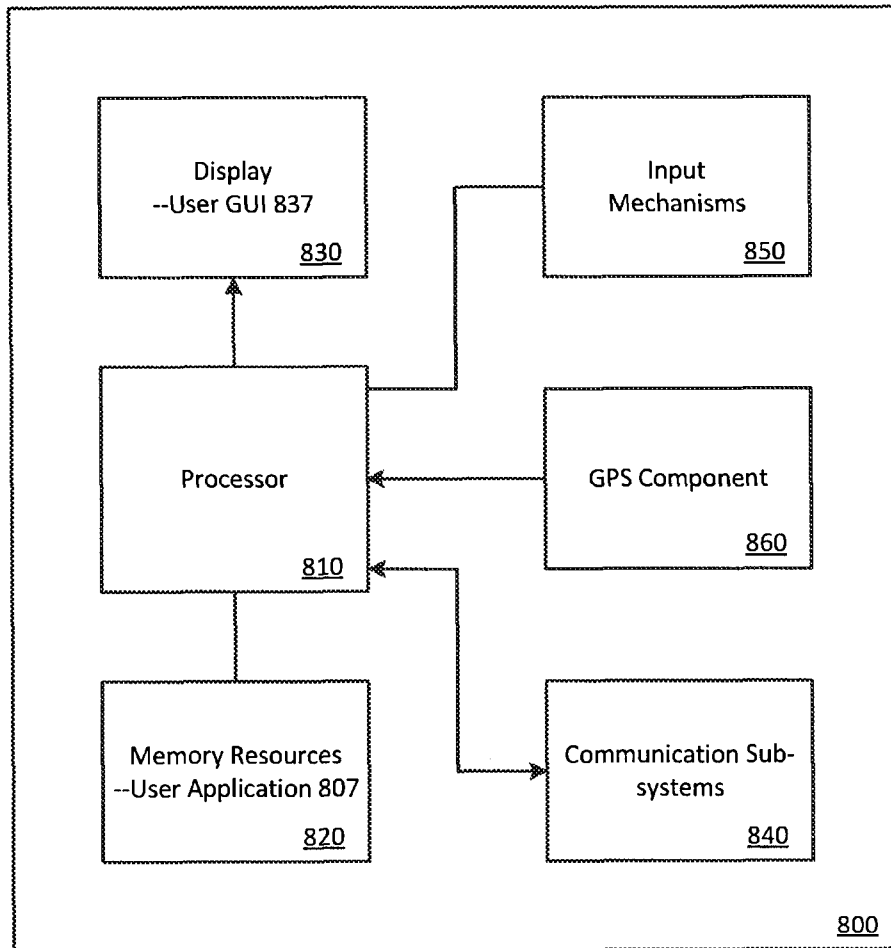 Display
--User GUI 837
830
Input
Mechanisms
850
Processor
810
GPS Component
860
Memory Resources
--User Application 807
820
Communication Sub-
systems
840
800